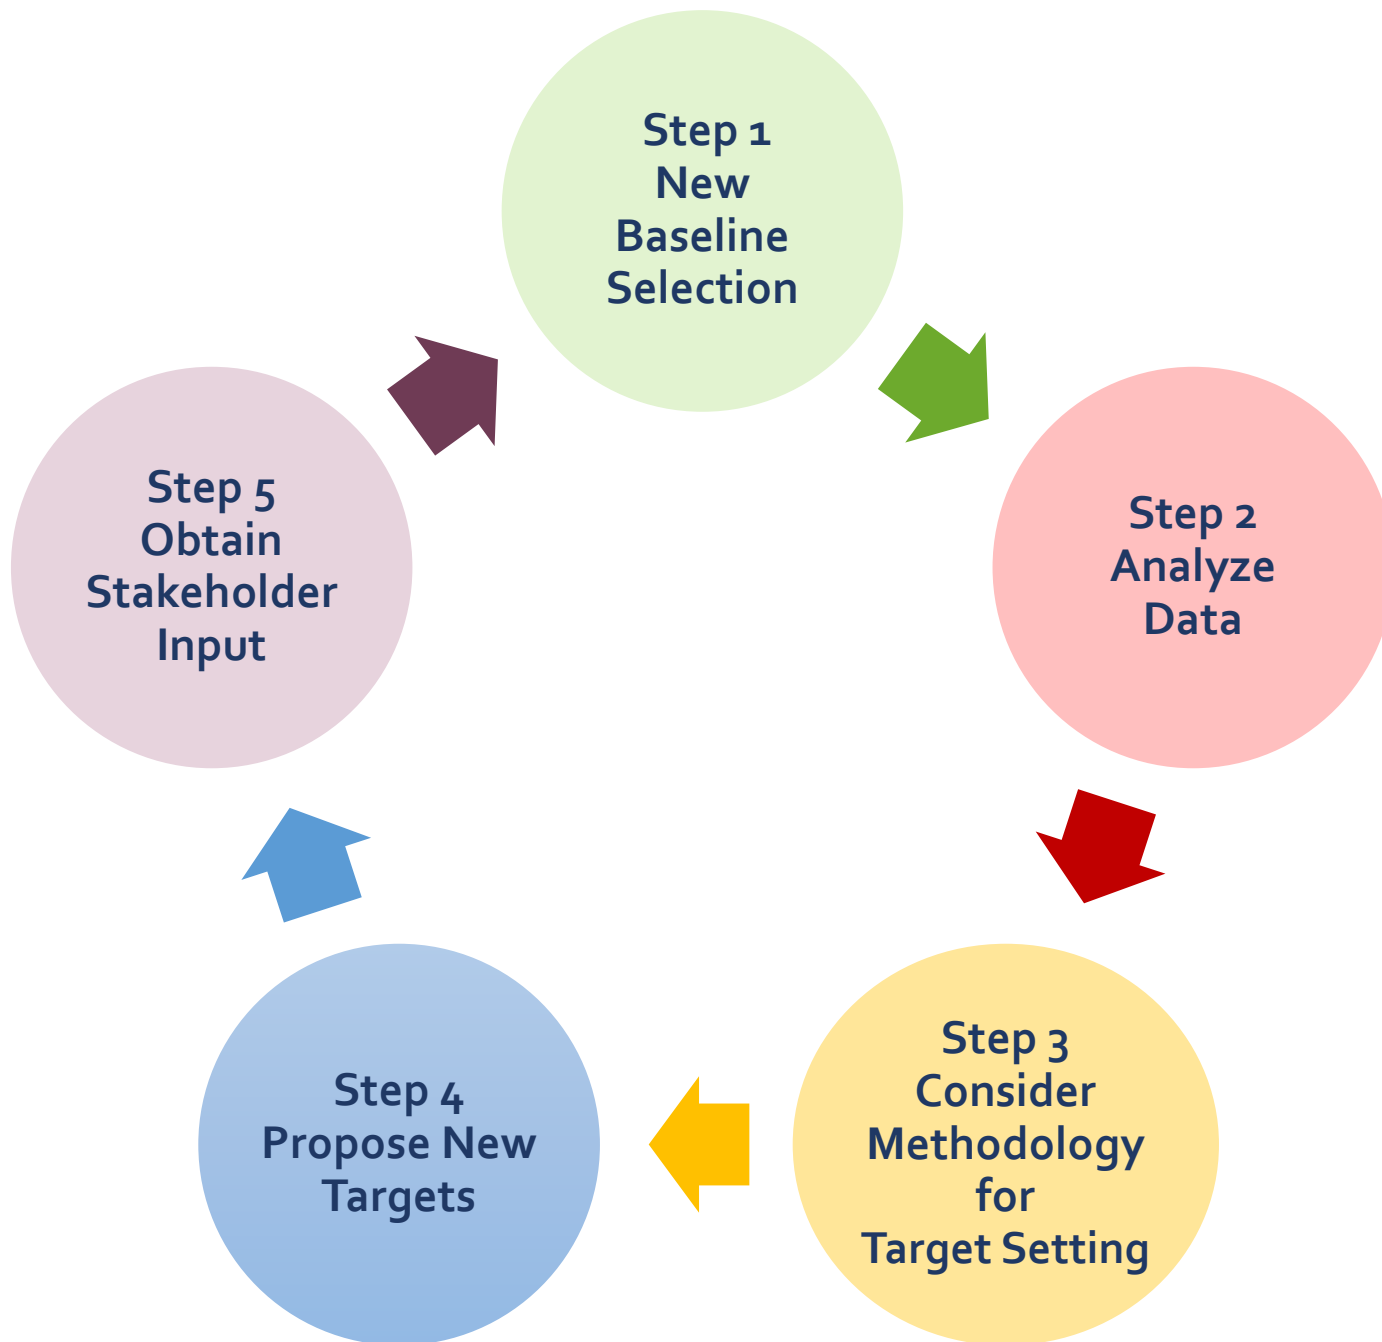 Step 1
New
Baseline
Selection
Step 2
Analyze
Data
Step 3
Consider
Methodology
for
Target Setting
Step 4
Propose New
Targets
Step 5
Obtain
Stakeholder
Input